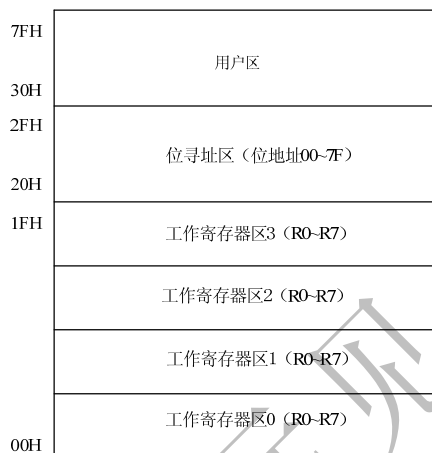 7FH
用户区
30H
2FH
位寻址区（位地址00~7F）
20H
1FH
工作寄存器区3（R0~R7）
工作寄存器区2（R0~R7）
工作寄存器区1（R0~R7）
工作寄存器区0（R0~R7）
00H